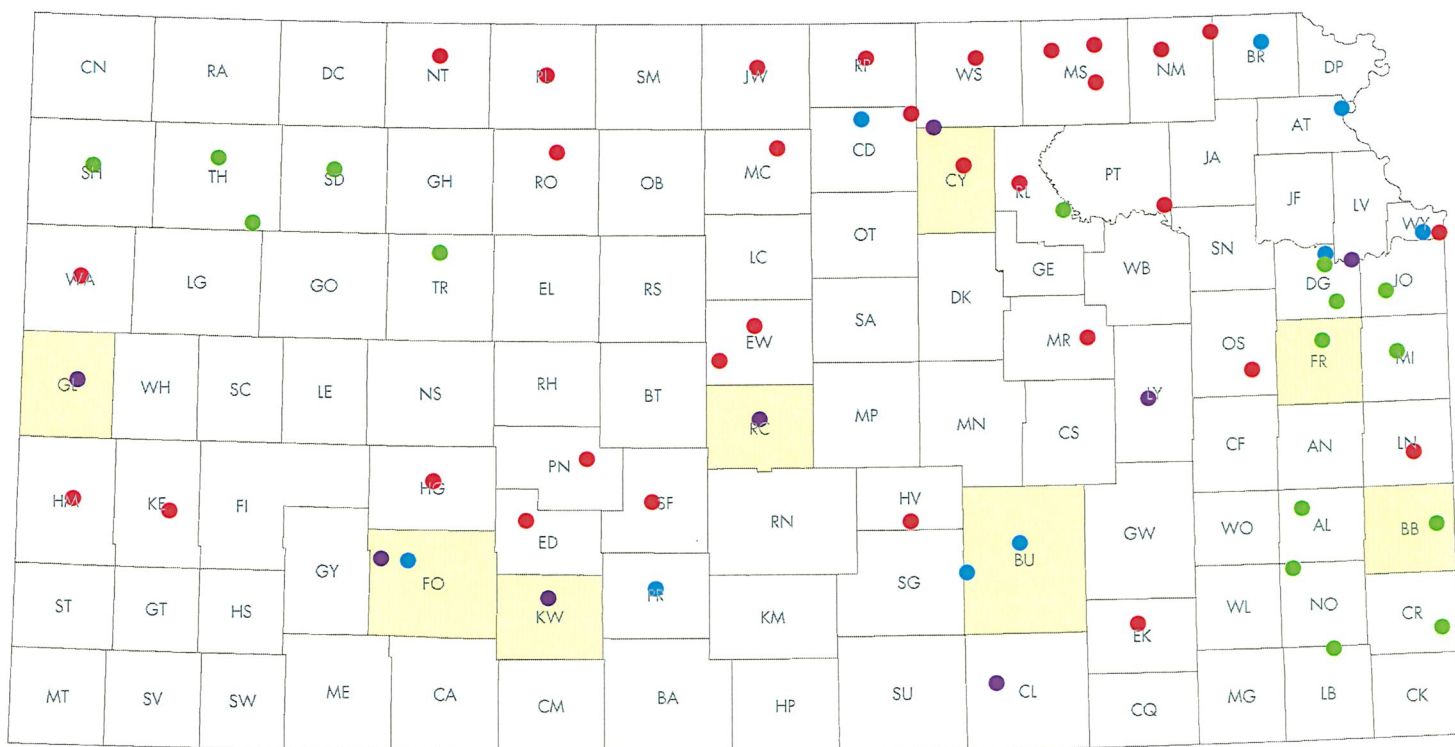 CN RA DC NT PL SM JW RP WS MS NM BR DP
SH TH SD GH RO OB MC CD CY RL PT JA AT
JF LV WY
WA LG GO TR EL RS LC OT DK GE WB SN DG JO
EW SA MR OS FR MI
GL WH SC LE NS RH BT RC MP MN CS LY CF AN LN
HM KE FI HG PN SF RN HV BU GW WO AL BB
GY FO ED KW PR SG
ST GT HS KM EK WL NO CR
MT SV SW ME CA CM BA HP SU CL CQ MG LB CK